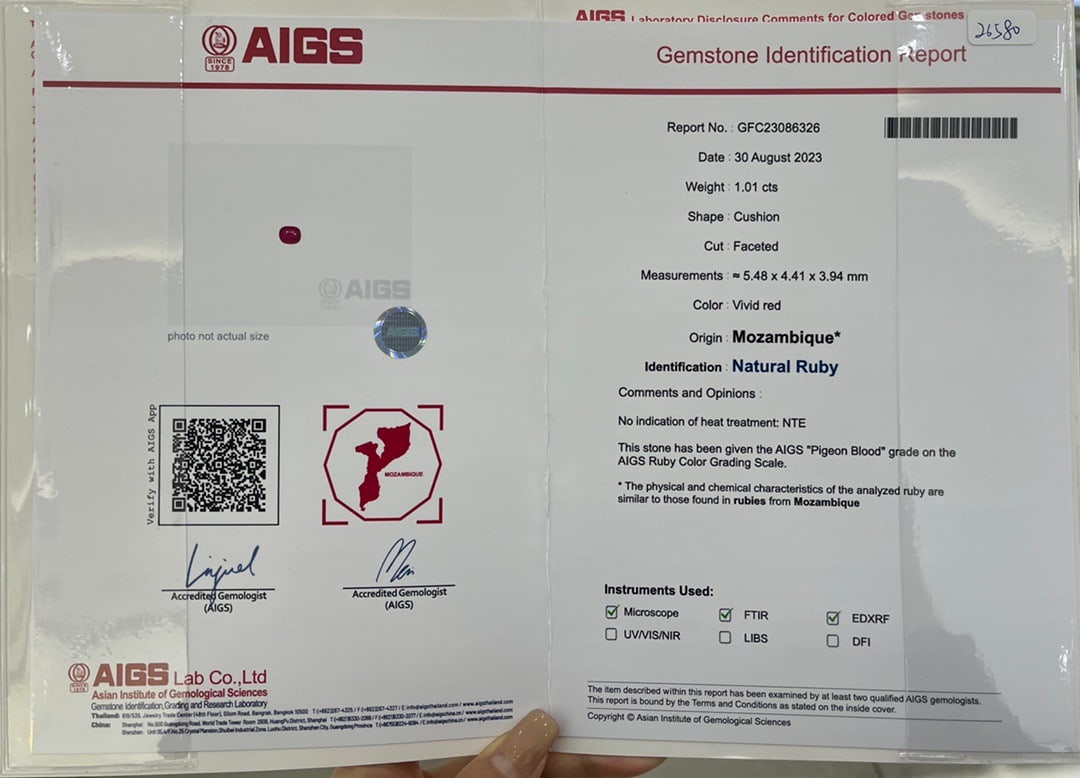 AIGS Laboratory Disclosure Comments for Colored Gemstones
26580
SINCE
1978
AIGS
Gemstone Identification Report
Report No. : GFC23086326
Date : 30 August 2023
Weight : 1.01 cts
Shape : Cushion
Cut : Faceted
Measurements : ≈ 5.48 x 4.41 x 3.94 mm
Color : Vivid red
Origin : Mozambique*
Identification : Natural Ruby
Comments and Opinions :
No indication of heat treatment: NTE
This stone has been given the AIGS "Pigeon Blood" grade on the
AIGS Ruby Color Grading Scale.
* The physical and chemical characteristics of the analyzed ruby are
similar to those found in rubies from Mozambique
Instruments Used:
Microscope FTIR EDXRF
UV/VIS/NIR LIBS DFI
The item described within this report has been examined by at least two qualified AIGS gemologists.
This report is bound by the Terms and Conditions as stated on the inside cover.
Copyright © Asian Institute of Gemological Sciences
AIGS
photo not actual size
AIGS
Verify with AIGS App
MOZAMBIQUE
Accredited Gemologist
(AIGS)
Accredited Gemologist
(AIGS)
AIGS Lab Co.,Ltd
Asian Institute of Gemological Sciences
Gemstone Identification, Grading and Research Laboratory